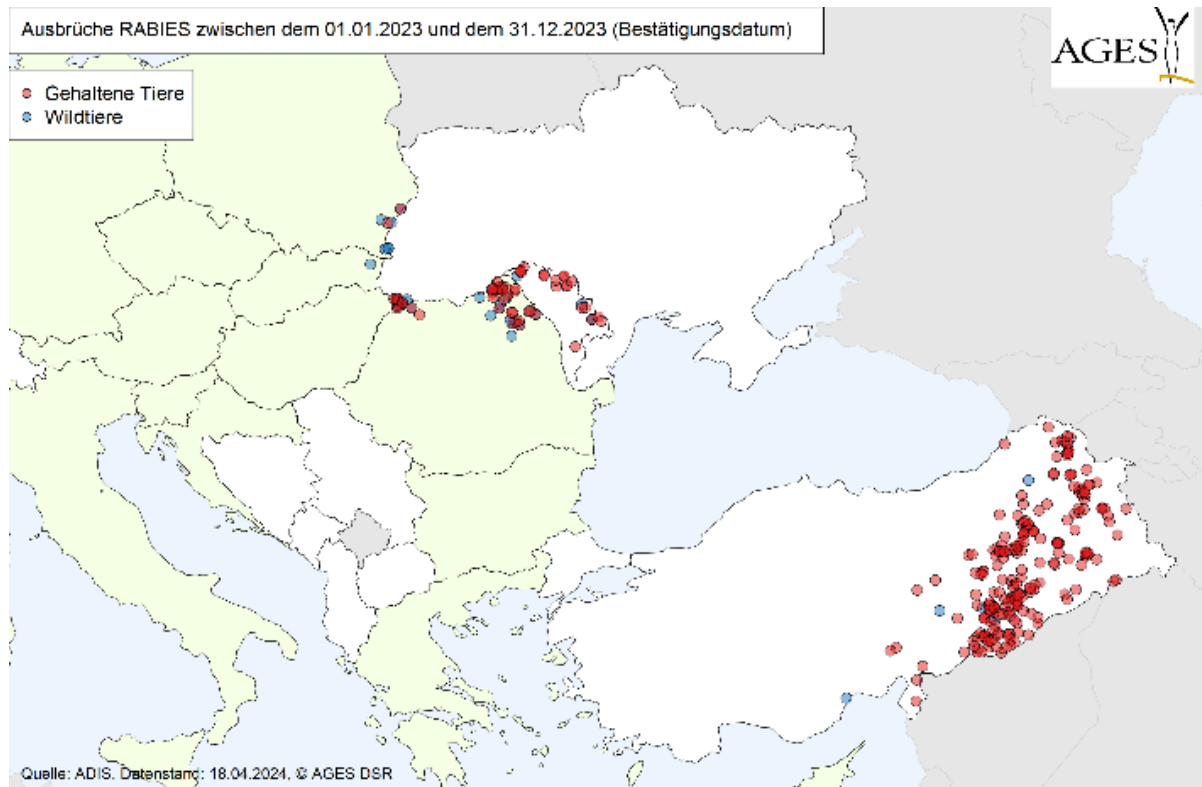 Ausbrüche RABIES zwischen dem 01.01.2023 und dem 31.12.2023 (Bestätigungsdatum)
AGES
Gehaltene Tiere
Wildtiere
Quelle: ADIS. Datenstand: 18.04.2024, © AGES DSR